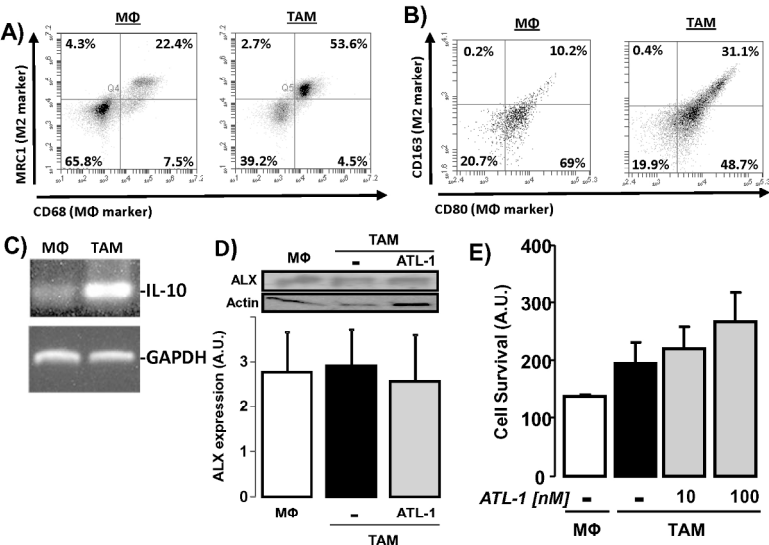 A)
MΦ
TAM
4.3%
22.4%
2.7%
53.6%
Q4
Q5
65.8%
7.5%
39.2%
4.5%
MRC1 (M2 marker)
CD68 (MΦ marker)
B)
MΦ
TAM
0.2%
10.2%
0.4%
31.1%
20.7%
69%
19.9%
48.7%
CD163 (M2 marker)
CD80 (MΦ marker)
C)
MΦ TAM
-IL-10
-GAPDH
D)
MΦ
TAM
- ATL-1
ALX
Actin
ALX expression (A.U.)
3
2
1
0
MΦ
- ATL-1
TAM
E)
Cell Survival (A.U.)
400
300
200
100
0
ATL-1 [nM] - - 10 100
MΦ TAM